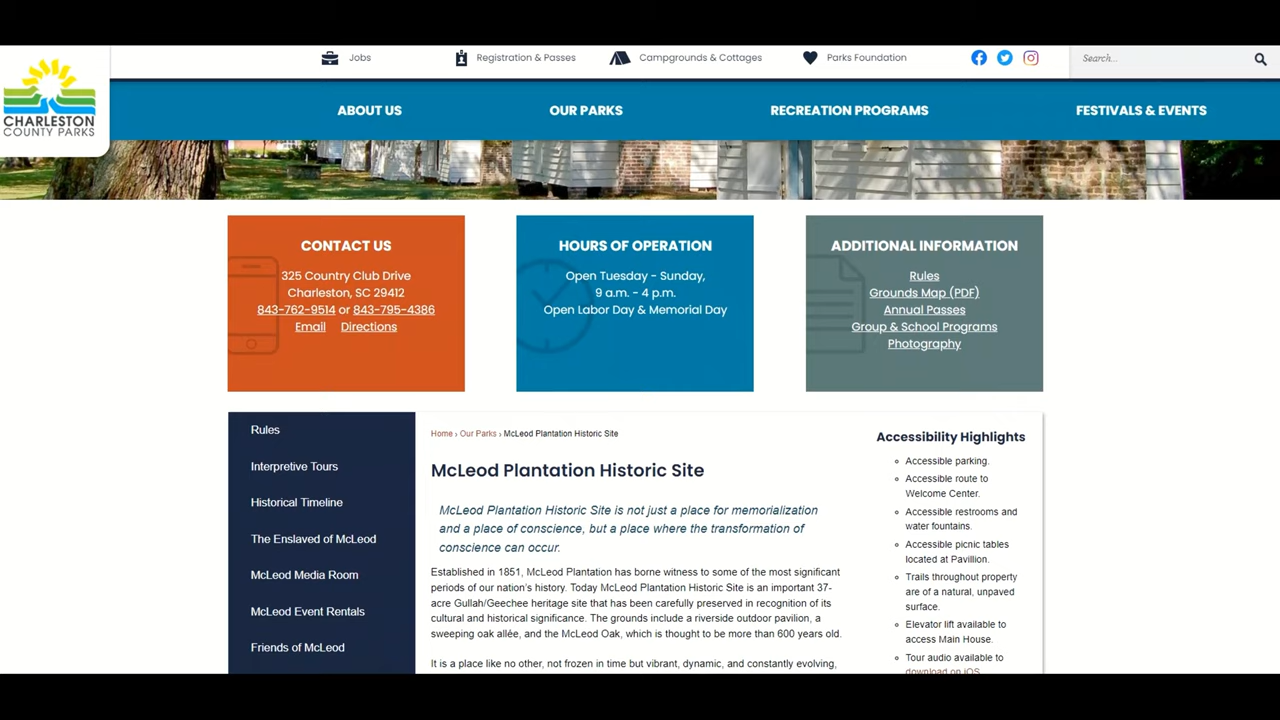 Jobs
Registration & Passes
Campgrounds & Cottages
Parks Foundation
Search...
CHARLESTON
COUNTY PARKS
ABOUT US
OUR PARKS
RECREATION PROGRAMS
FESTIVALS & EVENTS
CONTACT US
325 Country Club Drive
Charleston, SC 29412
843-762-9514 or 843-795-4386
Email Directions
HOURS OF OPERATION
Open Tuesday - Sunday,
9 a.m. - 4 p.m.
Open Labor Day & Memorial Day
ADDITIONAL INFORMATION
Rules
Grounds Map (PDF)
Annual Passes
Group & School Programs
Photography
Rules
Interpretive Tours
Historical Timeline
The Enslaved of McLeod
McLeod Media Room
McLeod Event Rentals
Friends of McLeod
Home › Our Parks › McLeod Plantation Historic Site
McLeod Plantation Historic Site
McLeod Plantation Historic Site is not just a place for memorialization
and a place of conscience, but a place where the transformation of
conscience can occur.
Established in 1851, McLeod Plantation has borne witness to some of the most significant
periods of our nation's history. Today McLeod Plantation Historic Site is an important 37-
acre Gullah/Geechee heritage site that has been carefully preserved in recognition of its
cultural and historical significance. The grounds include a riverside outdoor pavilion, a
sweeping oak allée, and the McLeod Oak, which is thought to be more than 600 years old.
It is a place like no other, not frozen in time but vibrant, dynamic, and constantly evolving,
Accessibility Highlights
Accessible parking.
Accessible route to
Welcome Center.
Accessible restrooms and
water fountains.
Accessible picnic tables
located at Pavillion.
Trails throughout property
are of a natural, unpaved
surface.
Elevator lift available to
access Main House.
Tour audio available to
download on iOS